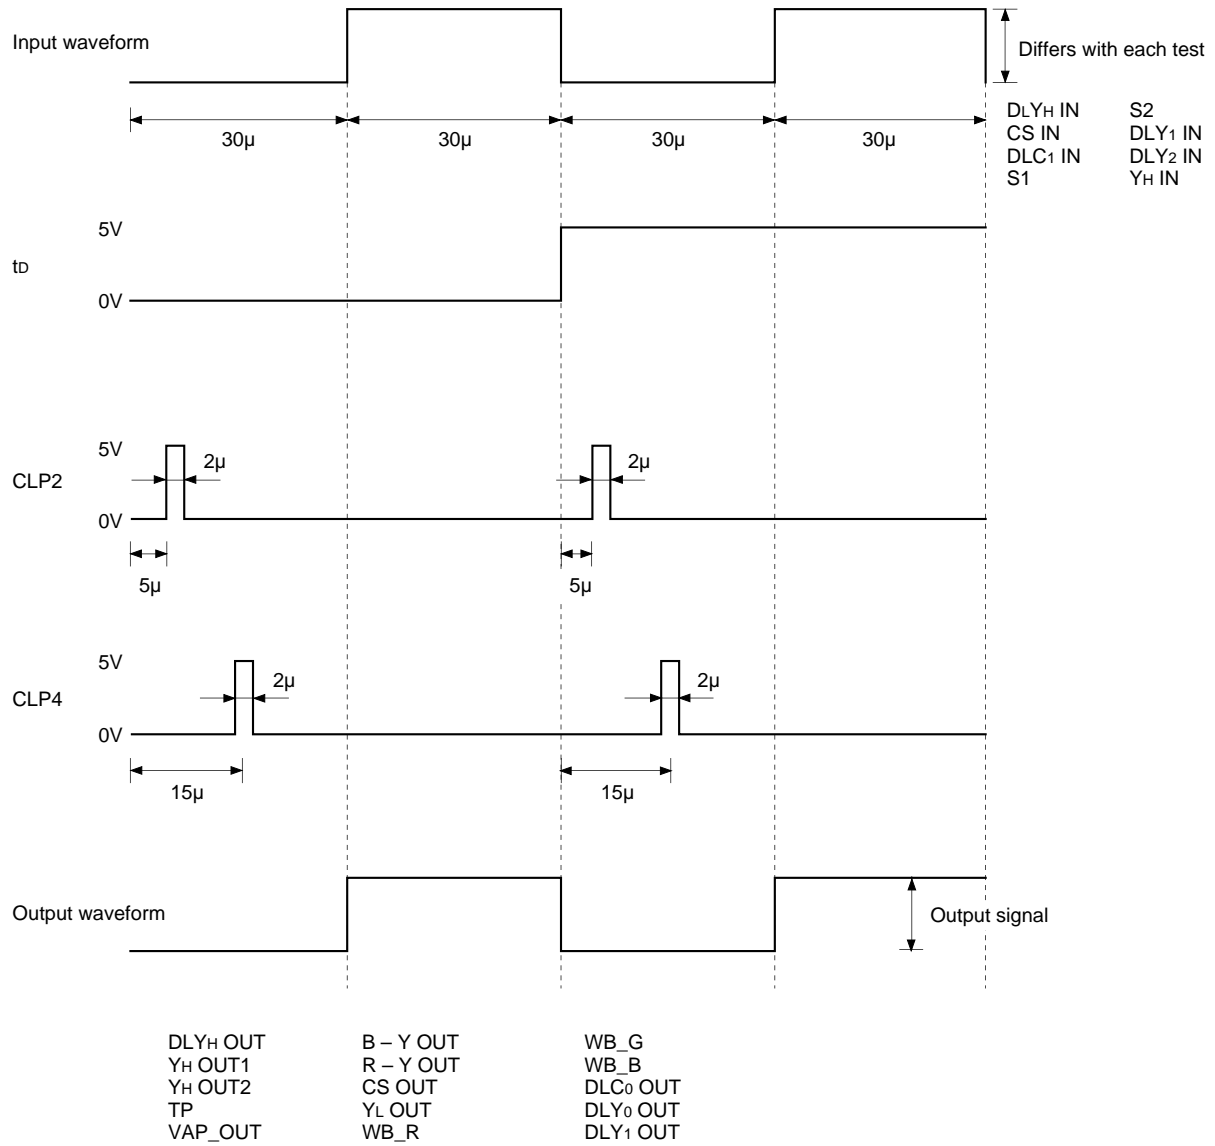 Input waveform
Differs with each test
30µ 30µ 30µ 30µ
DLYH IN S2
CS IN DLY1 IN
DLC1 IN DLY2 IN
S1 YH IN
5V
tD
0V
5V
2µ 2µ
CLP2
0V
5µ 5µ
5V
2µ 2µ
CLP4
0V
15µ 15µ
Output waveform
Output signal
DLYH OUT B – Y OUT WB_G
YH OUT1 R – Y OUT WB_B
YH OUT2 CS OUT DLC0 OUT
TP YL OUT DLY0 OUT
VAP_OUT WB_R DLY1 OUT